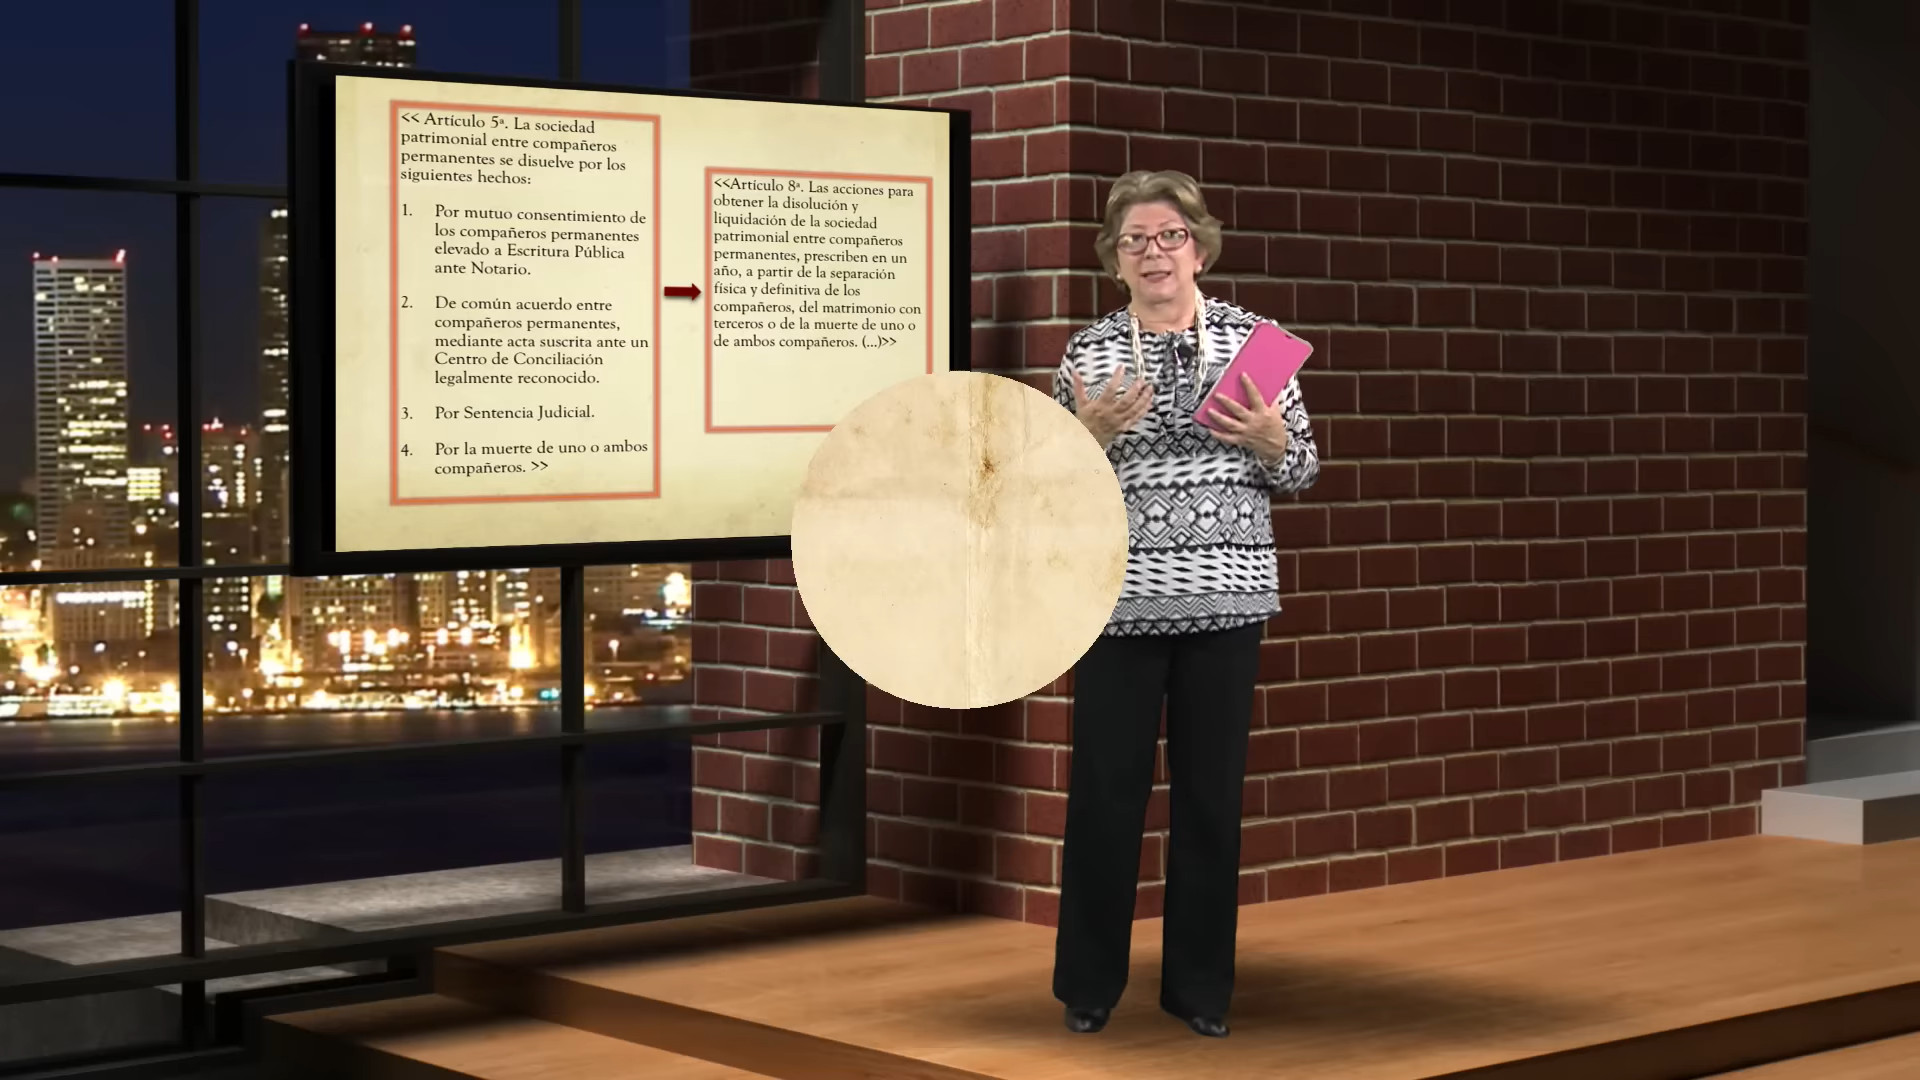 << Artículo 5ª. La sociedad
patrimonial entre compañeros
permanentes se disuelve por los
siguientes hechos:
1. Por mutuo consentimiento de
los compañeros permanentes
elevado a Escritura Pública
ante Notario.
2. De común acuerdo entre
compañeros permanentes,
mediante acta suscrita ante un
Centro de Conciliación
legalmente reconocido.
3. Por Sentencia Judicial.
4. Por la muerte de uno o ambos
compañeros. >>
<<Artículo 8ª. Las acciones para
obtener la disolución y
liquidación de la sociedad
patrimonial entre compañeros
permanentes, prescriben en un
año, a partir de la separación
física y definitiva de los
compañeros, del matrimonio con
terceros o de la muerte de uno o
de ambos compañeros. (...)>>